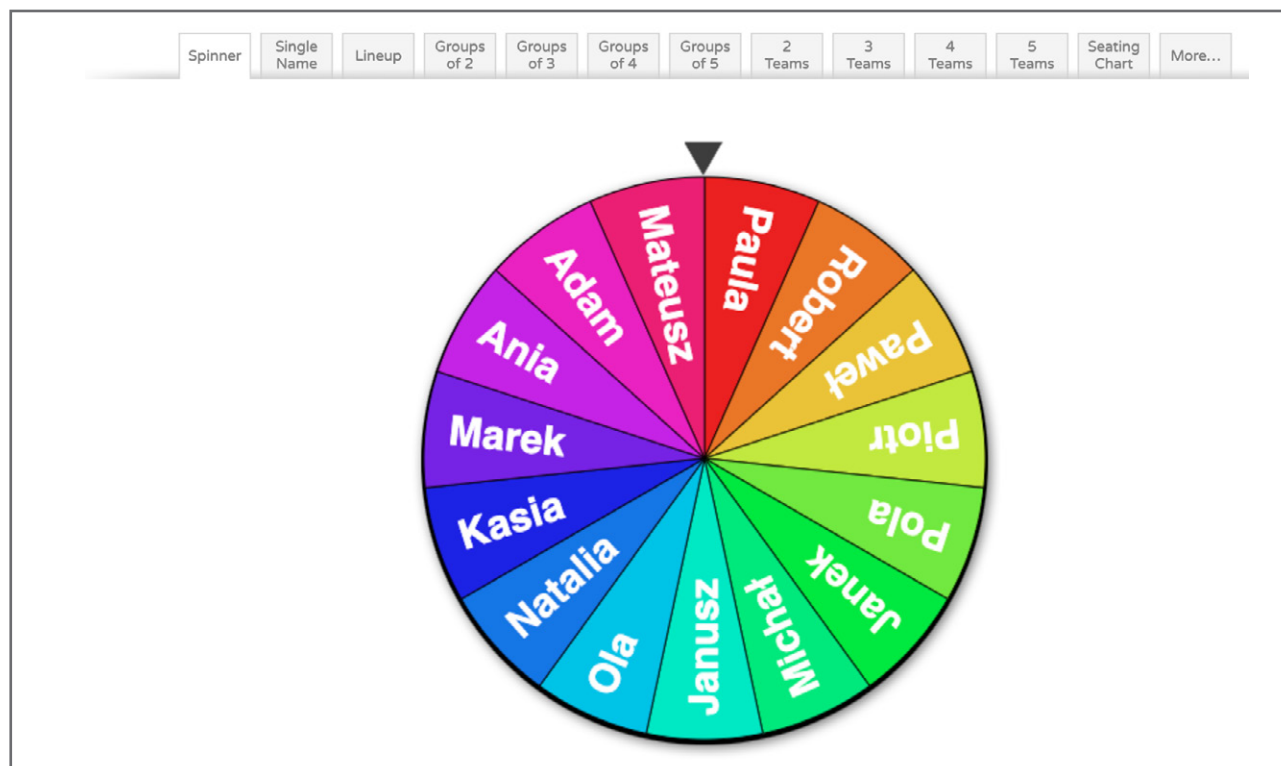 Spinner
Single
Name
Lineup
Groups
of 2
Groups
of 3
Groups
of 4
Groups
of 5
2
Teams
3
Teams
4
Teams
5
Teams
Seating
Chart
More...
Paula
Robert
Paweł
Piotr
Pola
Janek
Michał
Janusz
Ola
Natalia
Kasia
Marek
Ania
Adam
Mateusz